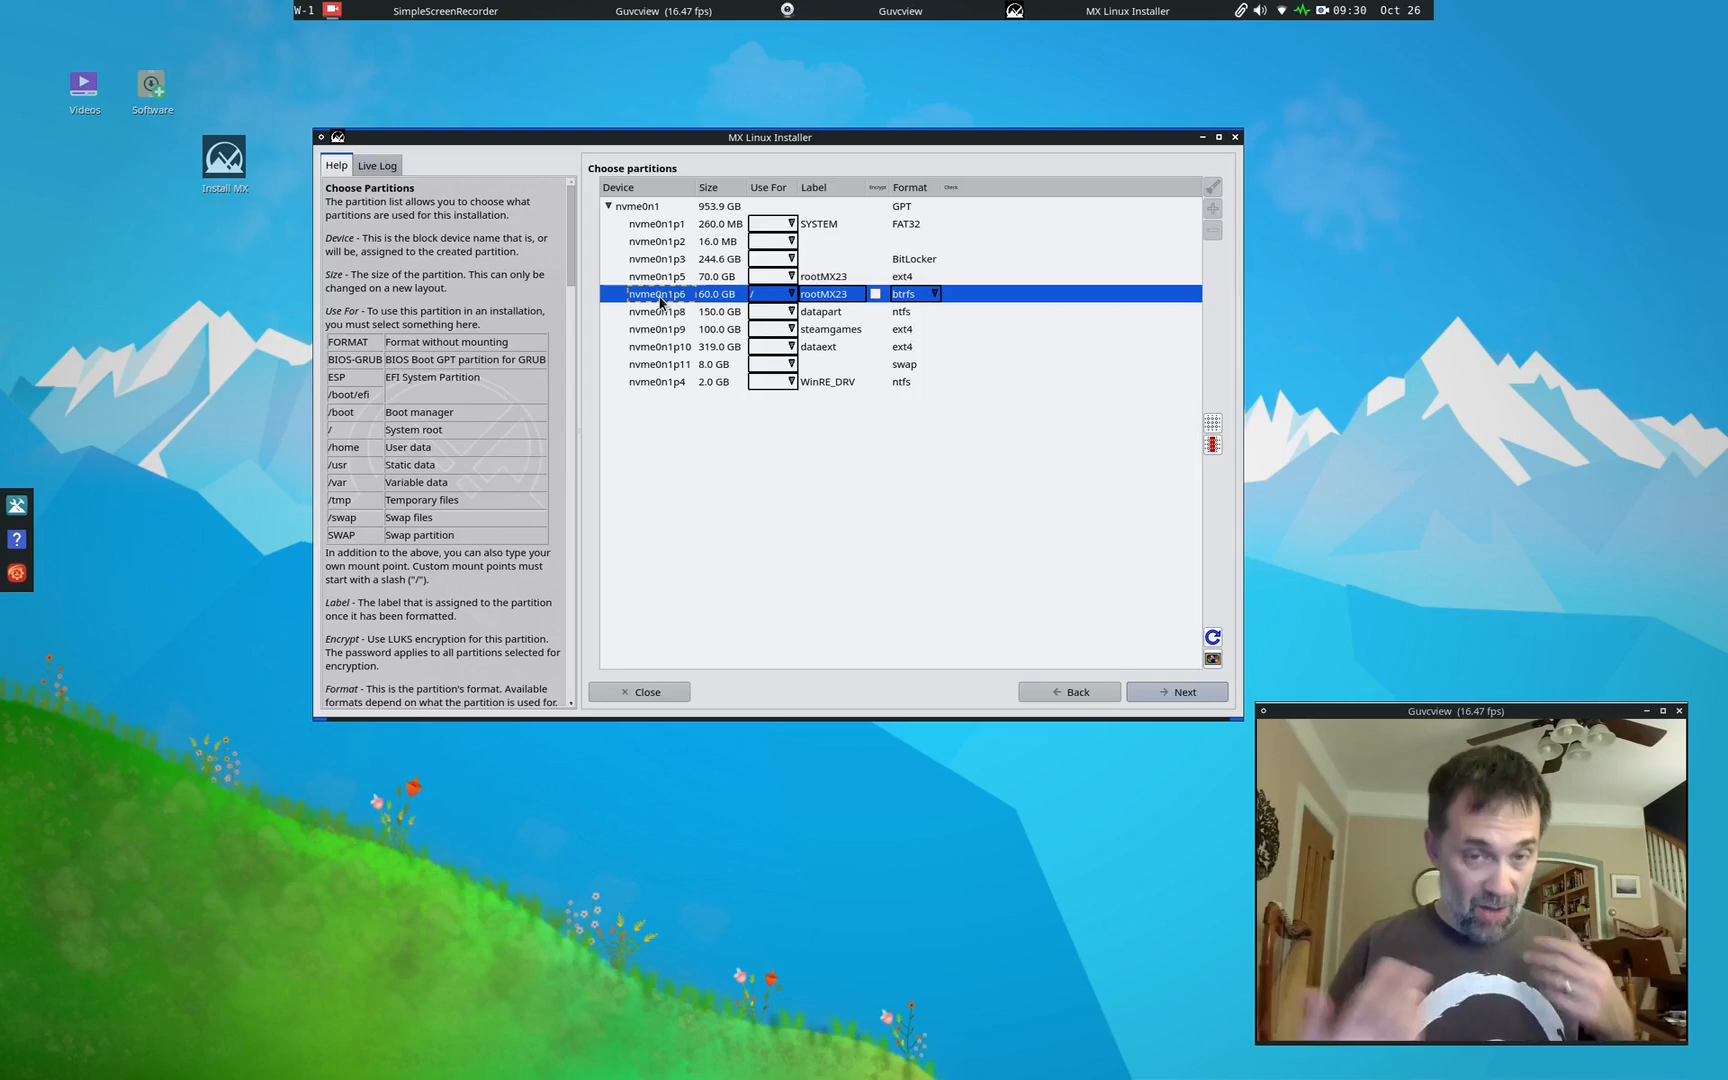 W-1 SimpleScreenRecorder Guvcview (16.47 fps) Guvcview MX Linux Installer 09:30 Oct 26
Videos
Software
Install MX
MX Linux Installer
Help Live Log
Choose Partitions
The partition list allows you to choose what
partitions are used for this installation.
Device - This is the block device name that is, or
will be, assigned to the created partition.
Size - The size of the partition. This can only be
changed on a new layout.
Use For - To use this partition in an installation,
you must select something here.
FORMAT Format without mounting
BIOS-GRUB BIOS Boot GPT partition for GRUB
ESP EFI System Partition
/boot/efi
/boot Boot manager
/ System root
/home User data
/usr Static data
/var Variable data
/tmp Temporary files
/swap Swap files
SWAP Swap partition
In addition to the above, you can also type your
own mount point. Custom mount points must
start with a slash ("/").
Label - The label that is assigned to the partition
once it has been formatted.
Encrypt - Use LUKS encryption for this partition.
The password applies to all partitions selected for
encryption.
Format - This is the partition's format. Available
formats depend on what the partition is used for.
Choose partitions
Device Size Use For Label Encrypt Format Check
nvme0n1 953.9 GB GPT
nvme0n1p1 260.0 MB SYSTEM FAT32
nvme0n1p2 16.0 MB
nvme0n1p3 244.6 GB BitLocker
nvme0n1p5 70.0 GB rootMX23 ext4
nvme0n1p6 60.0 GB / rootMX23 btrfs
nvme0n1p8 150.0 GB datapart ntfs
nvme0n1p9 100.0 GB steamgames ext4
nvme0n1p10 319.0 GB dataext ext4
nvme0n1p11 8.0 GB swap
nvme0n1p4 2.0 GB WinRE_DRV ntfs
Close Back Next
?
Guvcview (16.47 fps)